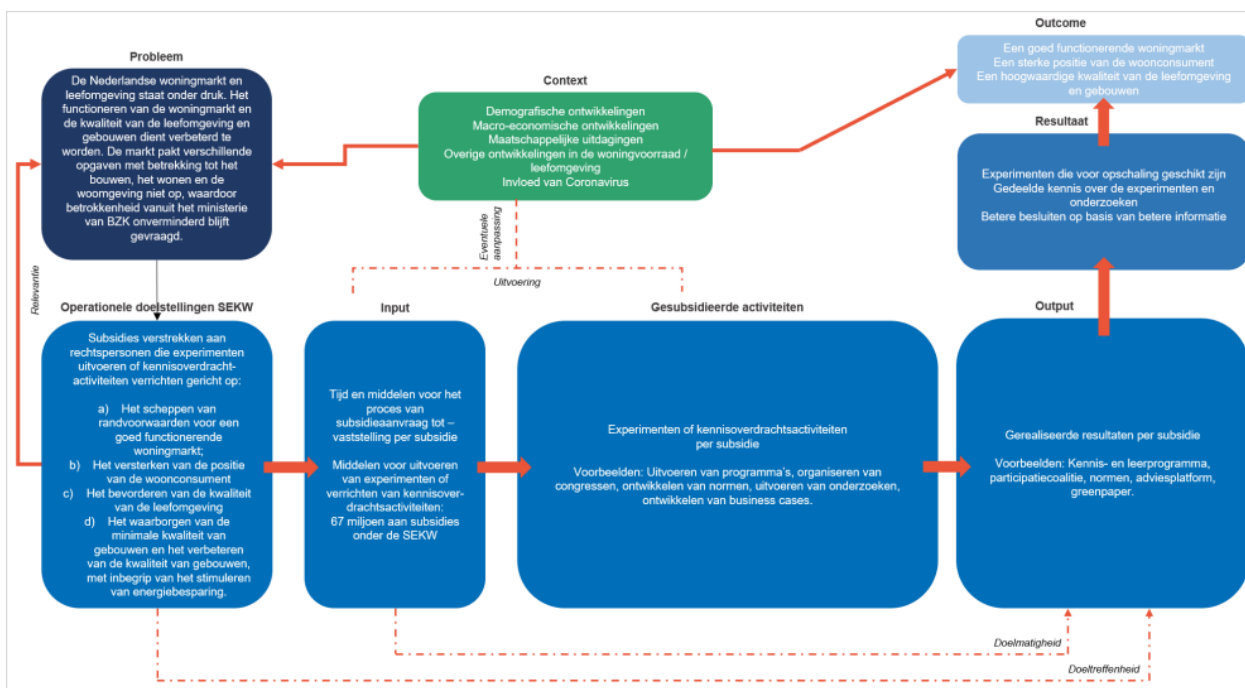 Probleem
De Nederlandse woningmarkt en
leefomgeving staat onder druk. Het
functioneren van de woningmarkt en
de kwaliteit van de leefomgeving en
gebouwen dient verbeterd te
worden. De markt pakt verschillende
opgaven met betrekking tot het
bouwen, het wonen en de
woomgeving niet op, waardoor
betrokkenheid vanuit het ministerie
van BZK onverminderd blijft
gevraagd.
Context
Demografische ontwikkelingen
Macro-economische ontwikkelingen
Maatschappelijke uitdagingen
Overige ontwikkelingen in de woningvoorraad /
leefomgeving
Invloed van Coronavirus
Outcome
Een goed functionerende woningmarkt
Een sterke positie van de woonconsument
Een hoogwaardige kwaliteit van de leefomgeving
en gebouwen
Resultaat
Experimenten die voor opschaling geschikt zijn
Gedeelde kennis over de experimenten en
onderzoeken
Betere besluiten op basis van betere informatie
Relevantie
Eventuele
aanpassing
Uitvoering
Operationele doelstellingen SEKW
Subsidies verstrekken aan
rechtspersonen die experimenten
uitvoeren of kennisoverdracht-
activiteiten verrichten gericht op:
a) Het scheppen van
randvoorwaarden voor een
goed functionerende
woningmarkt;
b) Het versterken van de positie
van de woonconsument
c) Het bevorderen van de kwaliteit
van de leefomgeving
d) Het waarborgen van de
minimale kwaliteit van
gebouwen en het verbeteren
van de kwaliteit van gebouwen,
met inbegrip van het stimuleren
van energiebesparing.
Input
Tijd en middelen voor het
proces van
subsidieaanvraag tot –
vaststelling per subsidie
Middelen voor uitvoeren
van experimenten of
verrichten van kennisover-
drachtsactiviteiten:
67 miljoen aan subsidies
onder de SEKW
Gesubsidieerde activiteiten
Experimenten of kennisoverdrachtsactiviteiten
per subsidie
Voorbeelden: Uitvoeren van programma's, organiseren van
congressen, ontwikkelen van normen, uitvoeren van onderzoeken,
ontwikkelen van business cases.
Output
Gerealiseerde resultaten per subsidie
Voorbeelden: Kennis- en leerprogramma,
participatiecoalitie, normen, adviesplatform,
greenpaper.
Doelmatigheid
Doeltreffenheid